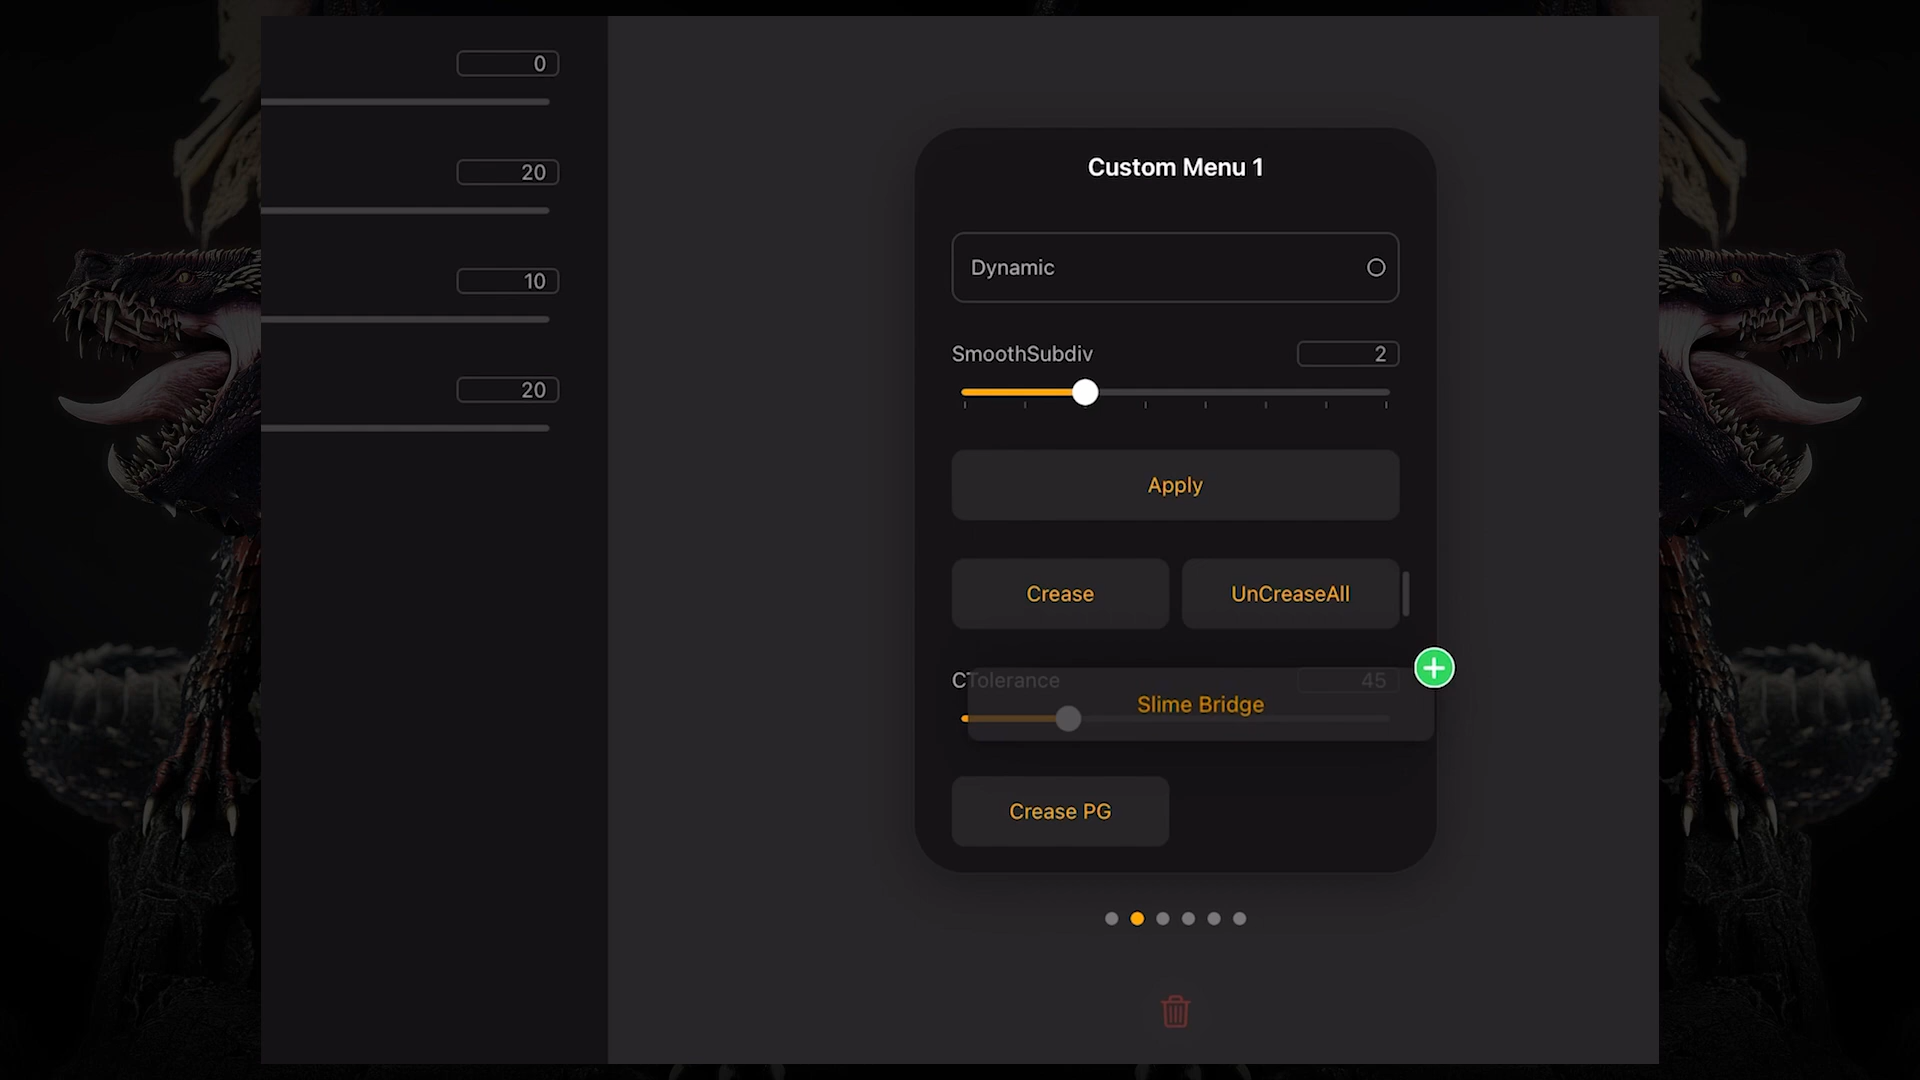 0
20
10
20
Custom Menu 1
Dynamic
SmoothSubdiv 2
Apply
Crease UnCreaseAll
CTolerance 45
Slime Bridge
Crease PG